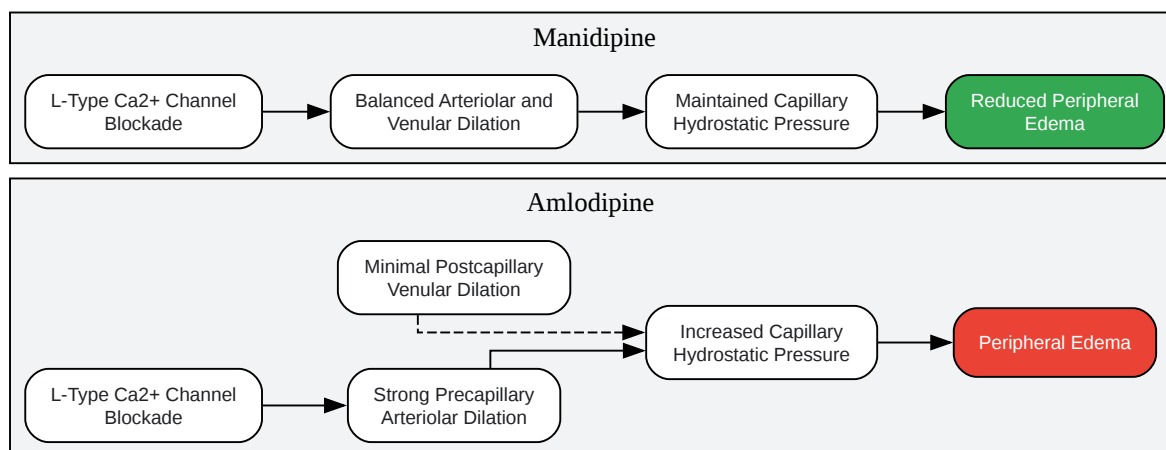 Manidipine
L-Type Ca2+ Channel
Blockade
Balanced Arteriolar and
Venular Dilation
Maintained Capillary
Hydrostatic Pressure
Reduced Peripheral
Edema
Amlodipine
Minimal Postcapillary
Venular Dilation
Increased Capillary
Hydrostatic Pressure
Peripheral Edema
L-Type Ca2+ Channel
Blockade
Strong Precapillary
Arteriolar Dilation